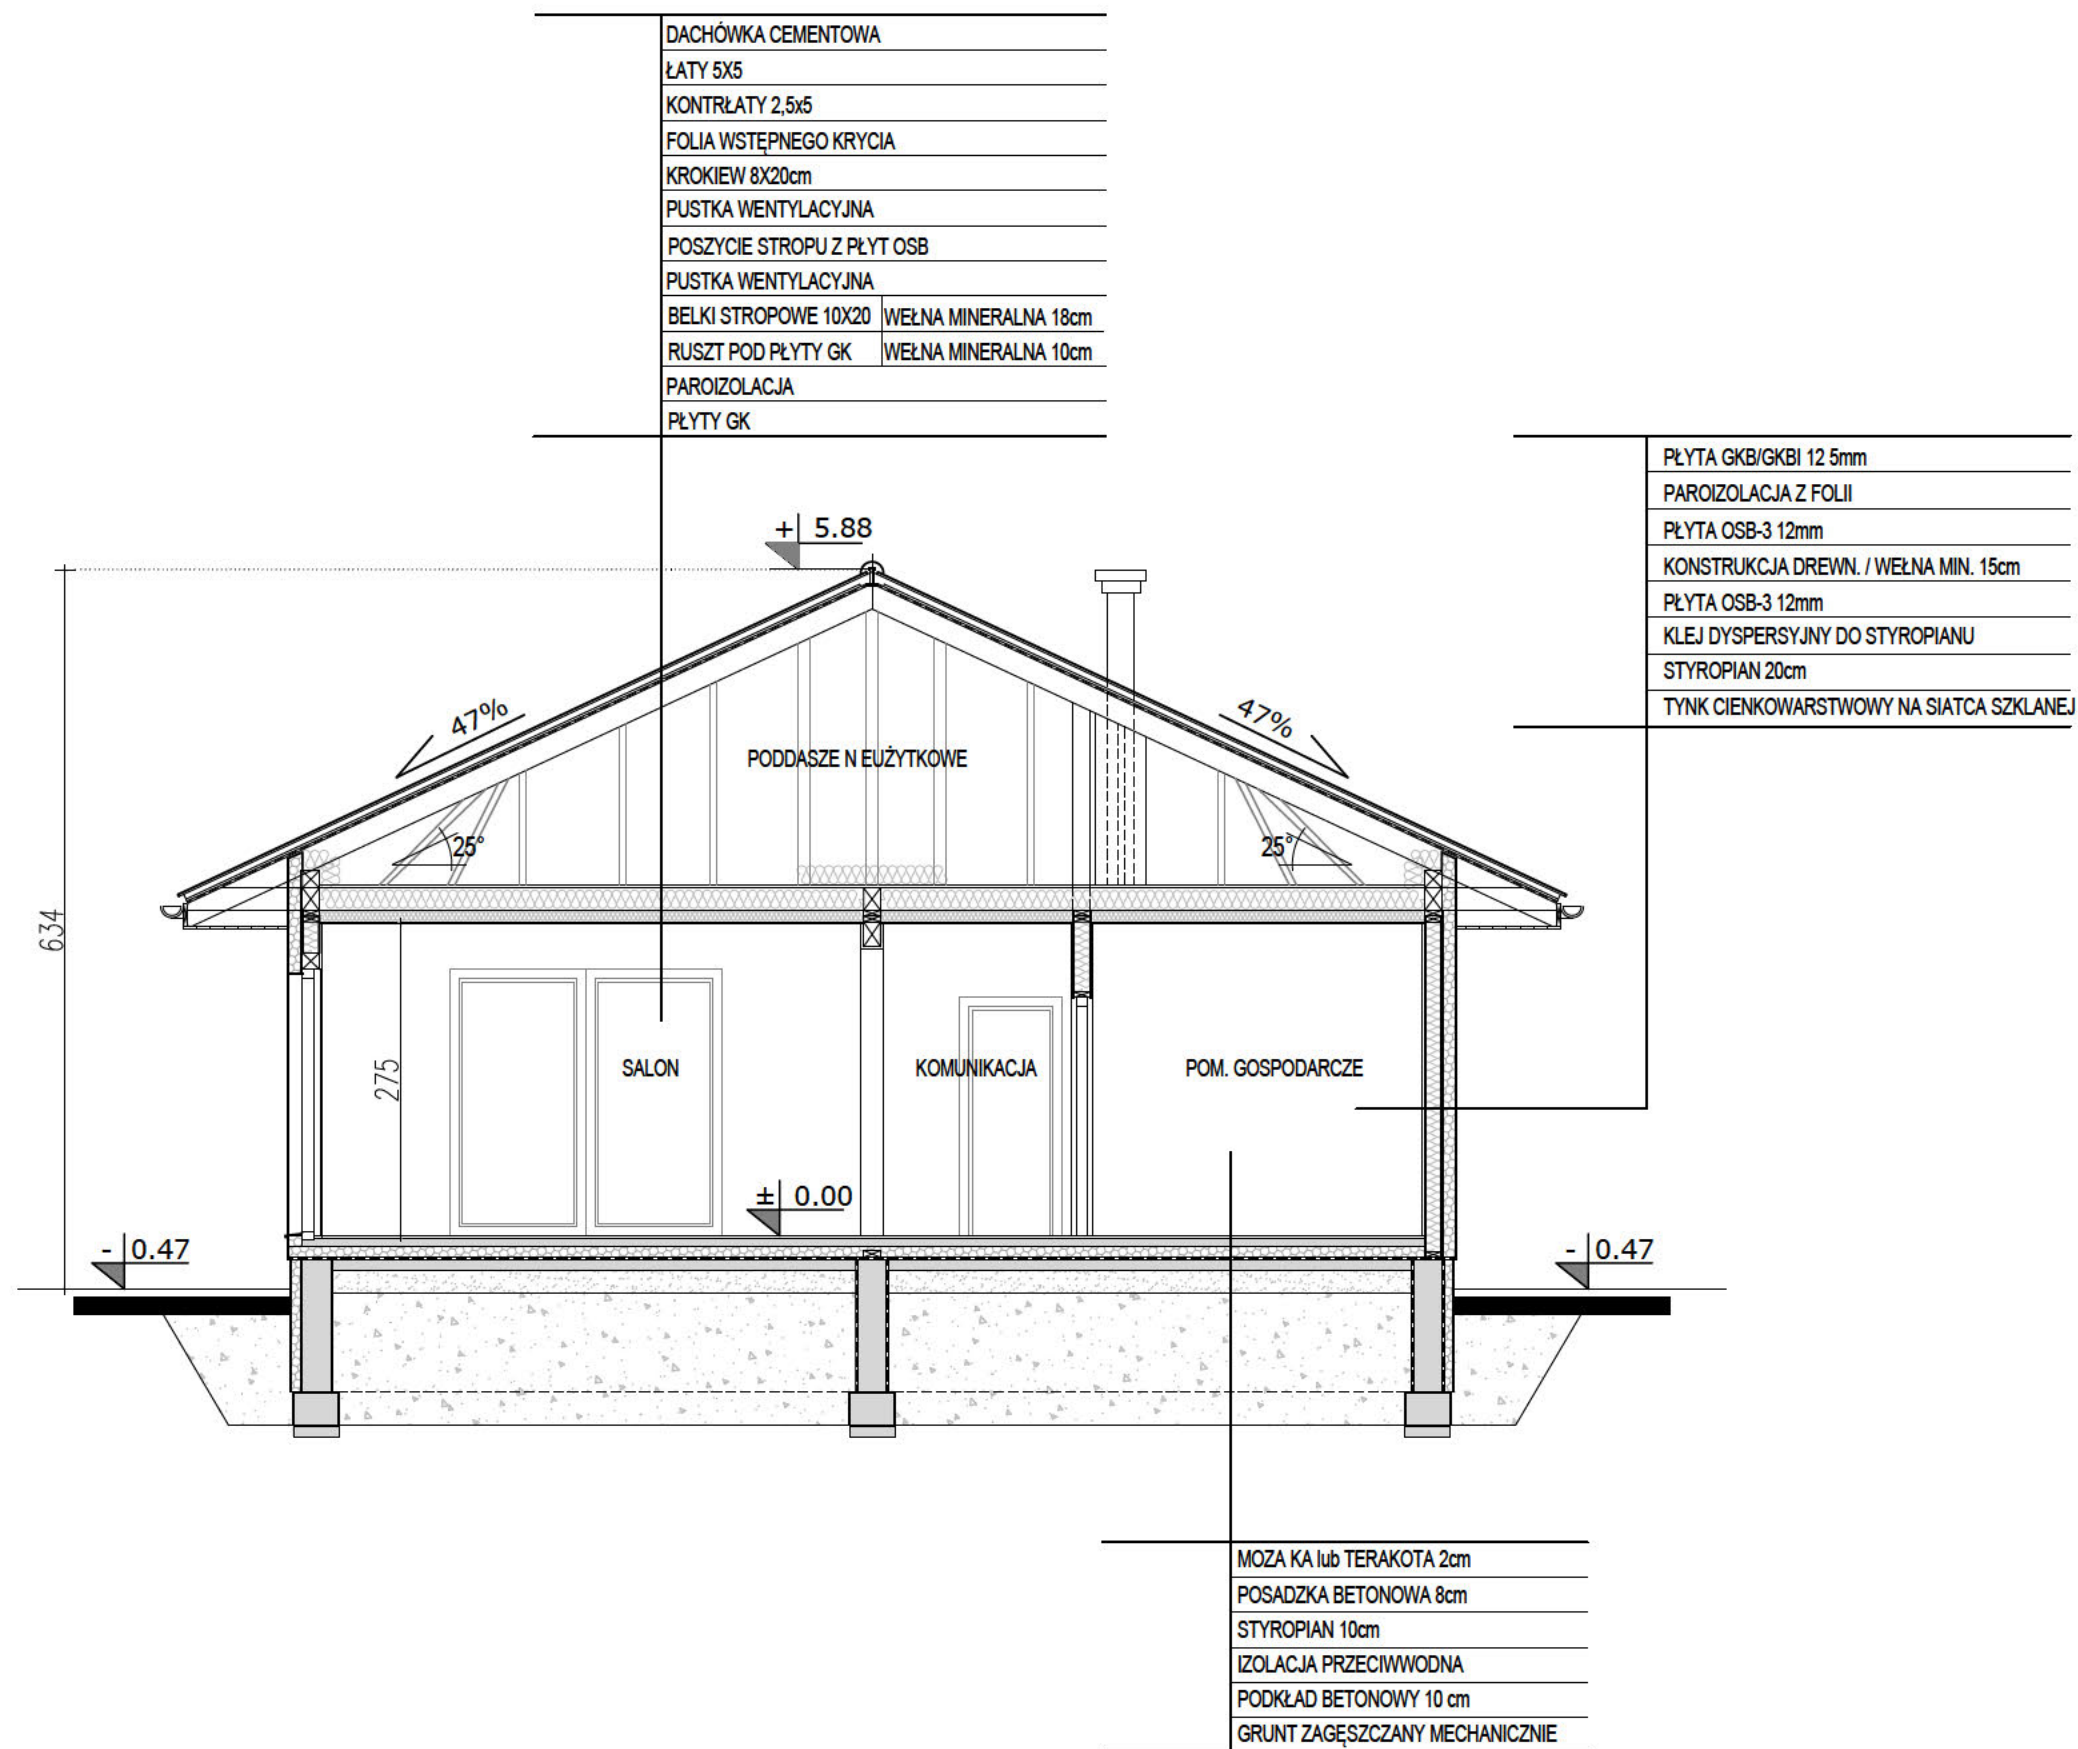 DACHÓWKA CEMENTOWA
ŁATY 5X5
KONTRŁATY 2,5x5
FOLIA WSTĘPNEGO KRYCIA
KROKIEW 8X20cm
PUSTKA WENTYLACYJNA
POSZYCIE STROPU Z PŁYT OSB
PUSTKA WENTYLACYJNA
BELKI STROPOWE 10X20 WEŁNA MINERALNA 18cm
RUSZT POD PŁYTY GK WEŁNA MINERALNA 10cm
PAROIZOLACJA
PŁYTY GK
PŁYTA GKB/GKBI 12 5mm
PAROIZOLACJA Z FOLII
PŁYTA OSB-3 12mm
KONSTRUKCJA DREWN. / WEŁNA MIN. 15cm
PŁYTA OSB-3 12mm
KLEJ DYSPERSYJNY DO STYROPIANU
STYROPIAN 20cm
TYNK CIENKOWARSTWOWY NA SIATCA SZKLANEJ
+ 5.88
47%
47%
PODDASZE N EUŻYTKOWE
25°
25°
634
275
SALON
KOMUNIKACJA
POM. GOSPODARCZE
± 0.00
- 0.47
- 0.47
MOZA KA lub TERAKOTA 2cm
POSADZKA BETONOWA 8cm
STYROPIAN 10cm
IZOLACJA PRZECIWWODNA
PODKŁAD BETONOWY 10 cm
GRUNT ZAGĘSZCZANY MECHANICZNIE